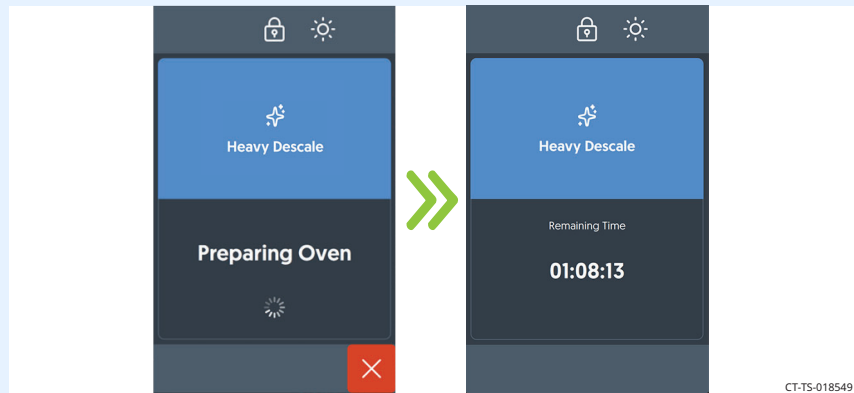 Heavy Descale
Preparing Oven
Heavy Descale
Remaining Time
01:08:13
CT-TS-018549